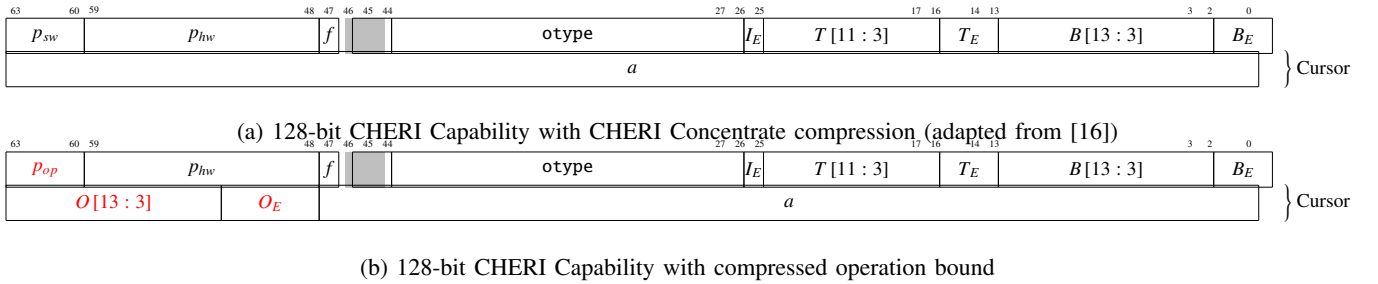 63 60 59 48 47 46 45 44 27 26 25 17 16 14 13 3 2 0
p_sw p_hw f otype I_E T[11 : 3] T_E B[13 : 3] B_E
a } Cursor
(a) 128-bit CHERI Capability with CHERI Concentrate compression (adapted from [16])
63 60 59 48 47 46 45 44 27 26 25 17 16 14 13 3 2 0
p_op p_hw f otype I_E T[11 : 3] T_E B[13 : 3] B_E
O[13 : 3] O_E a } Cursor
(b) 128-bit CHERI Capability with compressed operation bound